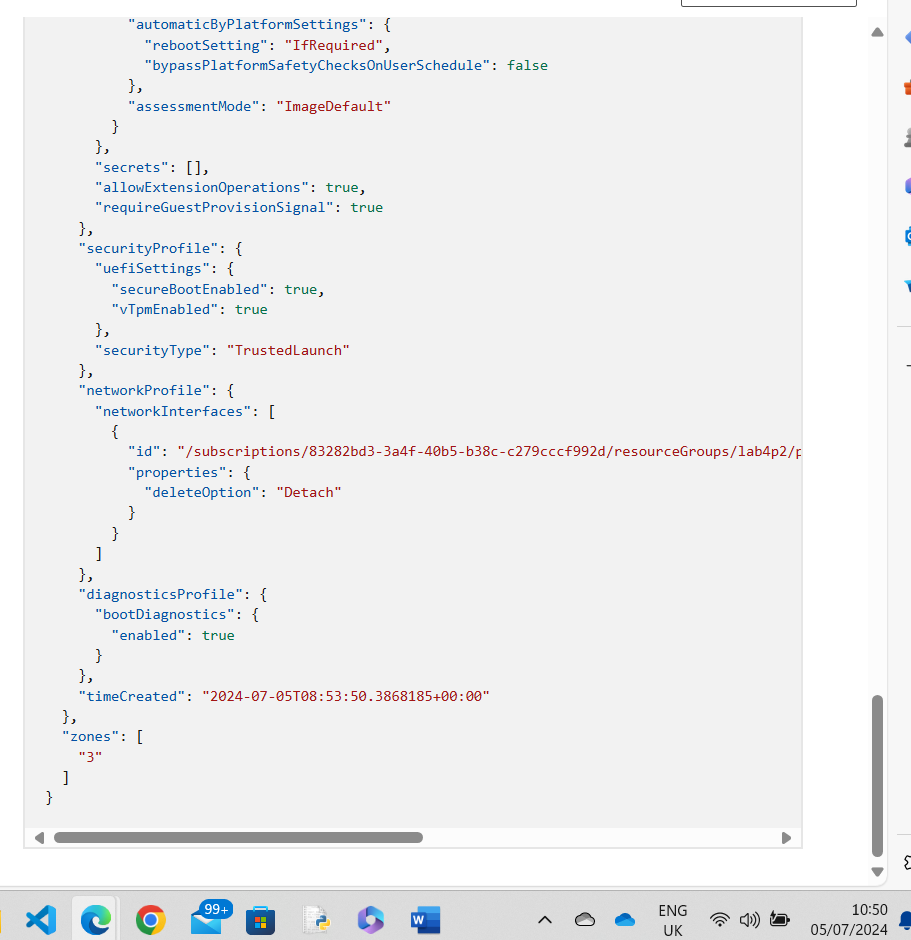 "automaticByPlatformSettings": {
"rebootSetting": "IfRequired",
"bypassPlatformSafetyChecksOnUserSchedule": false
},
"assessmentMode": "ImageDefault"
}
},
"secrets": [],
"allowExtensionOperations": true,
"requireGuestProvisionSignal": true
},
"securityProfile": {
"uefiSettings": {
"secureBootEnabled": true,
"vTpmEnabled": true
},
"securityType": "TrustedLaunch"
},
"networkProfile": {
"networkInterfaces": [
{
"id": "/subscriptions/83282bd3-3a4f-40b5-b38c-c279cccf992d/resourceGroups/lab4p2/p
"properties": {
"deleteOption": "Detach"
}
}
]
},
"diagnosticsProfile": {
"bootDiagnostics": {
"enabled": true
}
},
"timeCreated": "2024-07-05T08:53:50.3868185+00:00"
},
"zones": [
"3"
]
}
99+
W
ENG
UK
10:50
05/07/2024